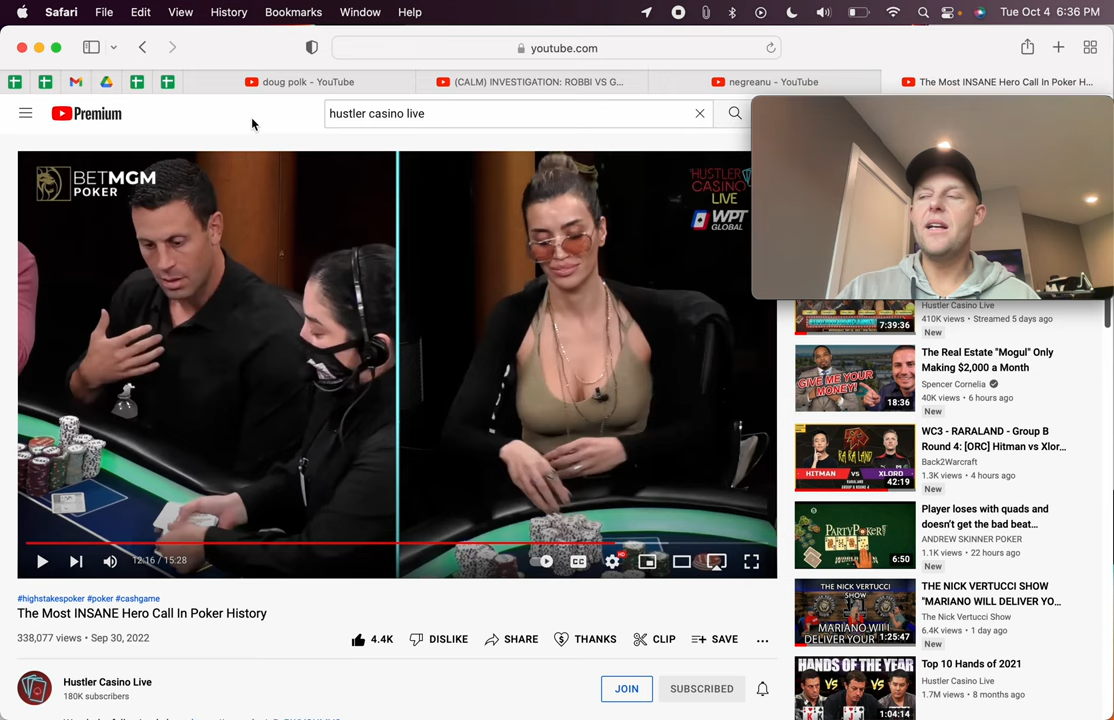 Safari File Edit View History Bookmarks Window Help
Tue Oct 4 6:36 PM
youtube.com
doug polk - YouTube
(CALM) INVESTIGATION: ROBBI VS G...
negreanu - YouTube
The Most INSANE Hero Call In Poker H...
Premium
hustler casino live
BETMGM
POKER
HUSTLER
CASINO
LIVE
WPT
GLOBAL
12:16 / 15:28
CC
HD
#highstakespoker #poker #cashgame
The Most INSANE Hero Call In Poker History
338,077 views • Sep 30, 2022
4.4K DISLIKE SHARE THANKS CLIP SAVE ...
Hustler Casino Live
180K subscribers
JOIN SUBSCRIBED
7:39:36
Hustler Casino Live
410K views • Streamed 5 days ago
New
GIVE ME YOUR
MONEY!
18:36
The Real Estate "Mogul" Only
Making $2,000 a Month
Spencer Cornelia
40K views • 6 hours ago
New
RARALAND
HITMAN VS XLORD
42:19
WC3 - RARALAND - Group B
Round 4: [ORC] Hitman vs Xlor...
Back2Warcraft
1.3K views • 4 hours ago
New
PARTYPOKER
6:50
Player loses with quads and
doesn't get the bad beat...
ANDREW SKINNER POKER
1.1K views • 22 hours ago
New
THE NICK VERTUCCI
SHOW
MARIANO WILL
DELIVER YOUR
1:25:47
THE NICK VERTUCCI SHOW
"MARIANO WILL DELIVER YO...
The Nick Vertucci Show
6.4K views • 1 day ago
New
HANDS OF THE YEAR
VS VS
1:04:14
Top 10 Hands of 2021
Hustler Casino Live
1.7M views • 8 months ago